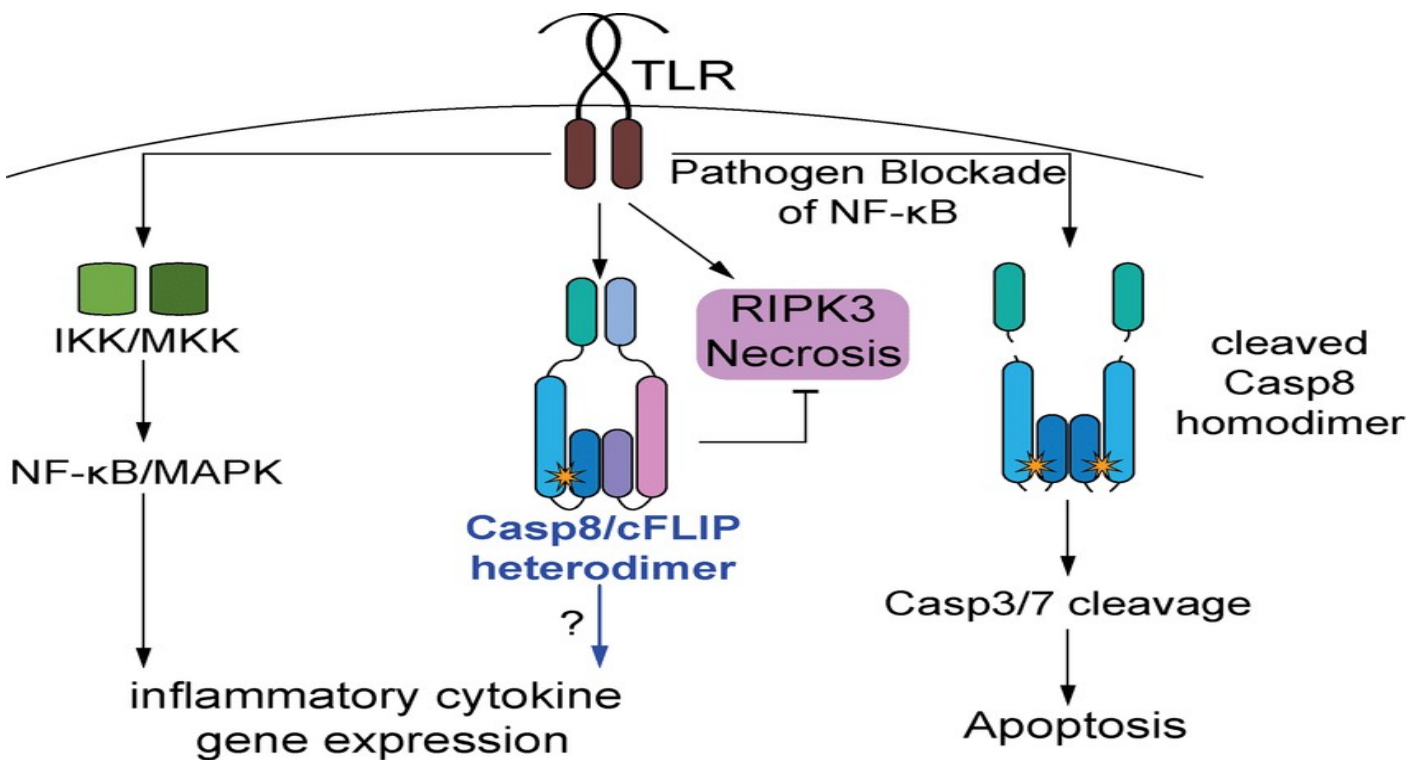 TLR
Pathogen Blockade
of NF-κB
IKK/MKK
NF-κB/MAPK
RIPK3
Necrosis
Casp8/cFLIP
heterodimer
?
inflammatory cytokine
gene expression
cleaved
Casp8
homodimer
Casp3/7 cleavage
Apoptosis